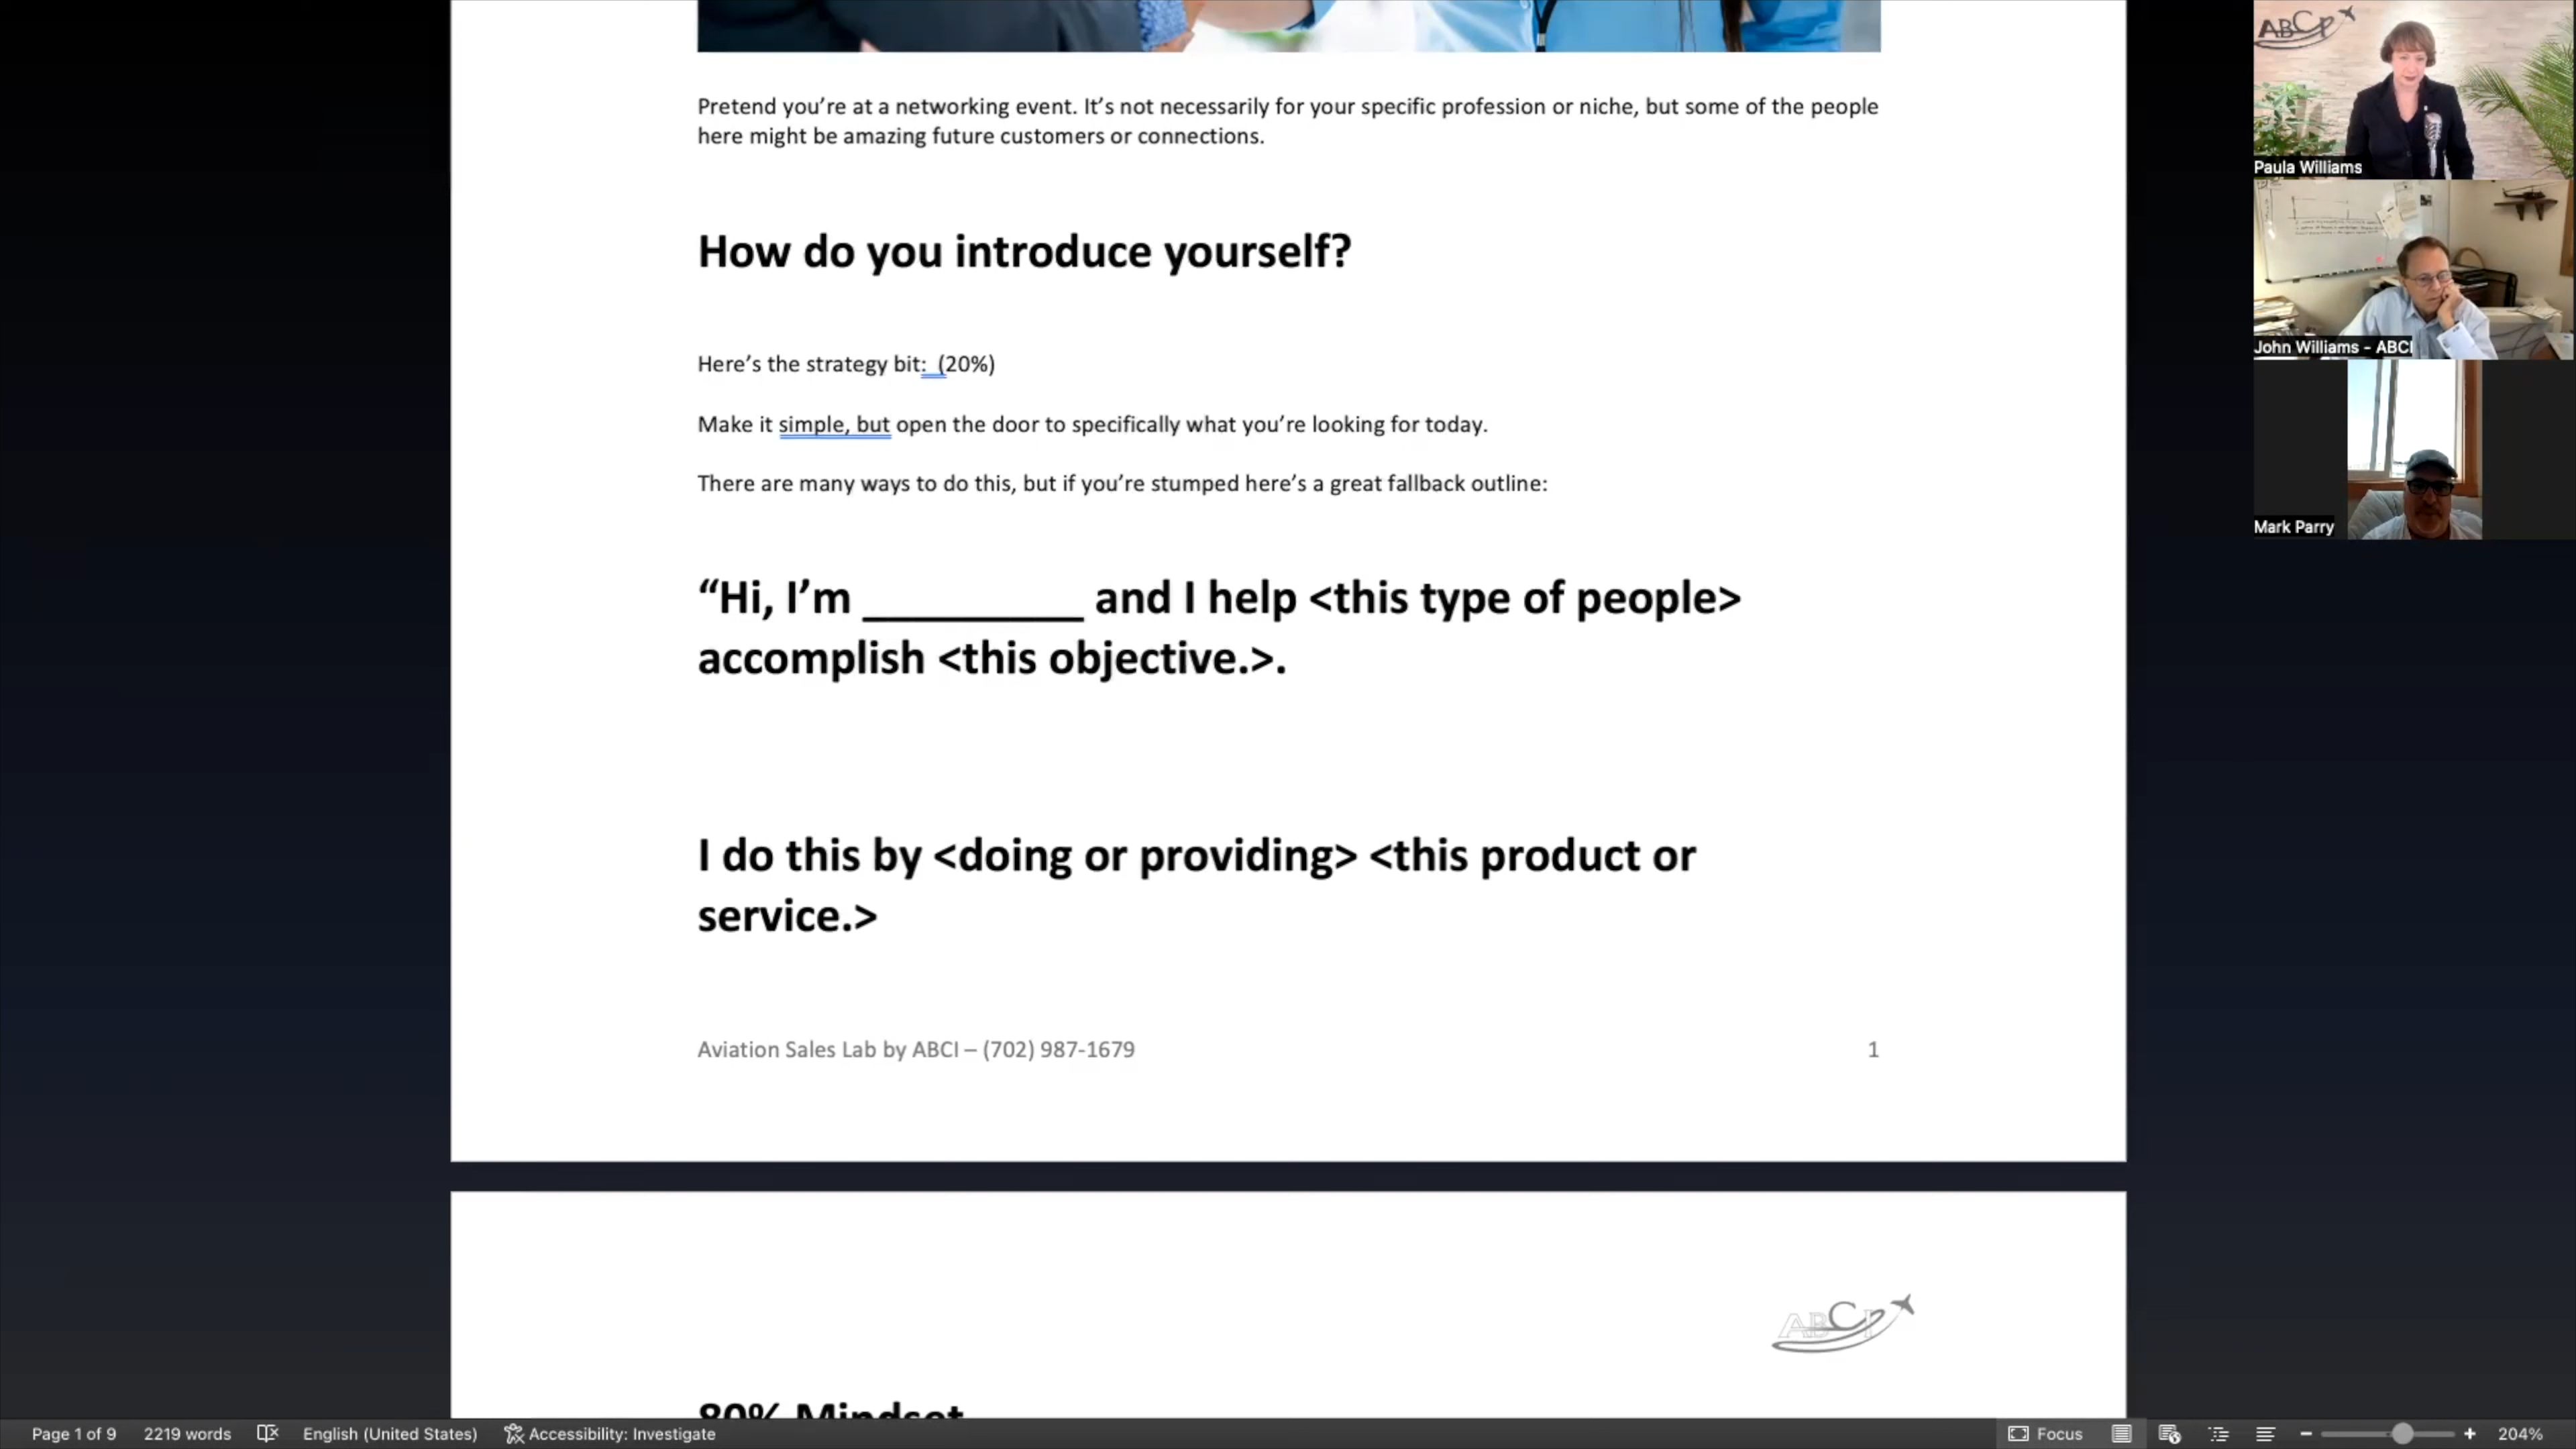 Pretend you're at a networking event. It's not necessarily for your specific profession or niche, but some of the people
here might be amazing future customers or connections.
How do you introduce yourself?
Here's the strategy bit:  (20%)
Make it simple, but open the door to specifically what you're looking for today.
There are many ways to do this, but if you're stumped here's a great fallback outline:
“Hi, I'm _________ and I help <this type of people>
accomplish <this objective.>.
I do this by <doing or providing> <this product or
service.>
Aviation Sales Lab by ABCI – (702) 987-1679
1
ABCI
80% Mindset
Page 1 of 9
2219 words
English (United States)
Accessibility: Investigate
Focus
204%
ABCI
Paula Williams
John Williams - ABCI
Mark Parry